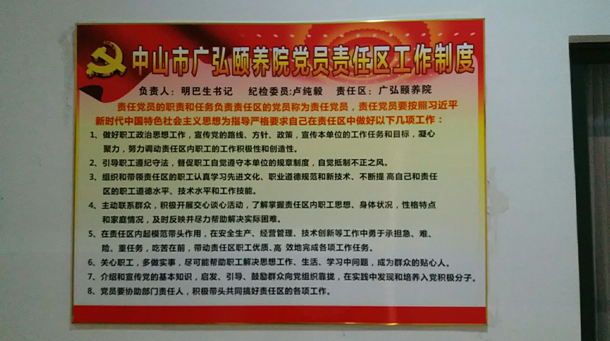 中山市广弘颐养院党员责任区工作制度
负责人：明巴生书记 纪检委员:卢纯毅 责任区：广弘颐养院
责任党员的职责和任务负责责任区的党员称为责任党员，责任党员要按照习近平
新时代中国特色社会主义思想为指导严格要求自己在责任区中做好以下几项工作：
1、做好职工政治思想工作，宣传党的路线、方针、政策，宣传本单位的工作任务和目标，凝心
聚力，努力调动责任区内职工的工作积极性和创造性。
2、引导职工遵纪守法，督促职工自觉遵守本单位的规章制度，自觉抵制不正之风。
3、组织和带领责任区的职工认真学习先进文化、职业道德规范和新技术、不断提 高自己和责任
区的职工道德水平、技术水平和工作技能。
4、主动联系群众，积极开展交心谈心活动，了解掌握责任区内职工思想、身体状况，性格特点
和家庭情况，及时反映并尽力帮助解决实际困难。
5、在责任区内起模范带头作用，在安全生产、经营管理、技术创新等工作中勇于承担急、难、
险、重任务，吃苦在前，带动责任区职工优质、高 效地完成各项工作任务。
6、关心职工，多做实事，尽可能帮助职工解决思想工作、生活、学习中问题，成为群众的贴心人。
7、介绍和宣传党的基本知识，启发、引导、鼓励群众向党组织靠拢，在实践中发现和培养入党积极分子。
8、党员要协助部门责任人，积极带头共同搞好责任区的各项工作。